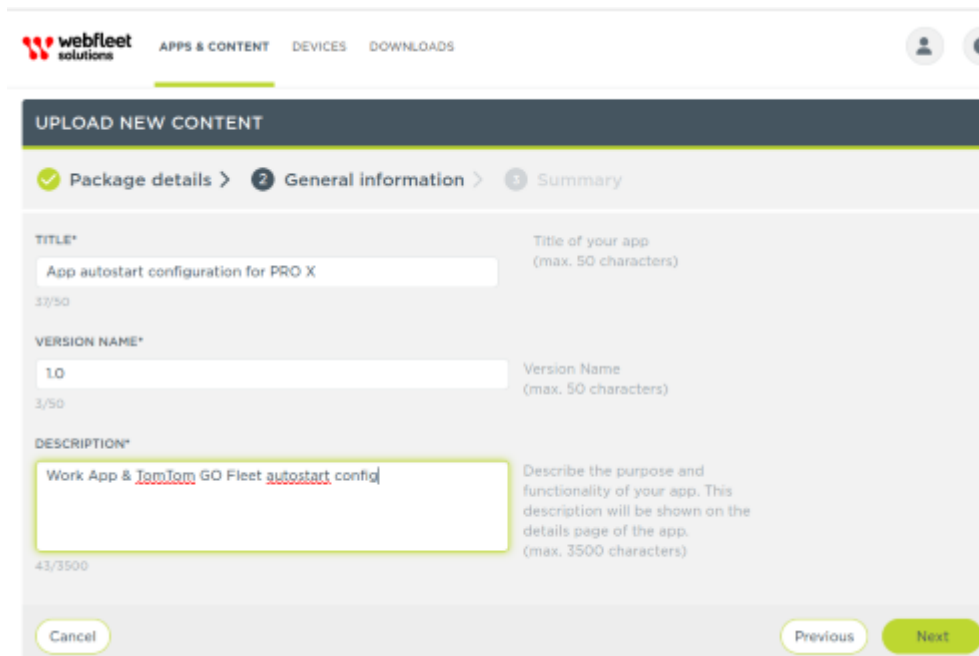 webfleet
solutions
APPS & CONTENT DEVICES DOWNLOADS
UPLOAD NEW CONTENT
Package details > 2 General information > 3 Summary
TITLE*
Title of your app
(max. 50 characters)
App autostart configuration for PRO X
37/50
VERSION NAME*
1.0
Version Name
(max. 50 characters)
3/50
DESCRIPTION*
Work App & TomTom GO Fleet autostart config
Describe the purpose and
functionality of your app. This
description will be shown on the
details page of the app.
(max. 3500 characters)
43/3500
Cancel Previous Next